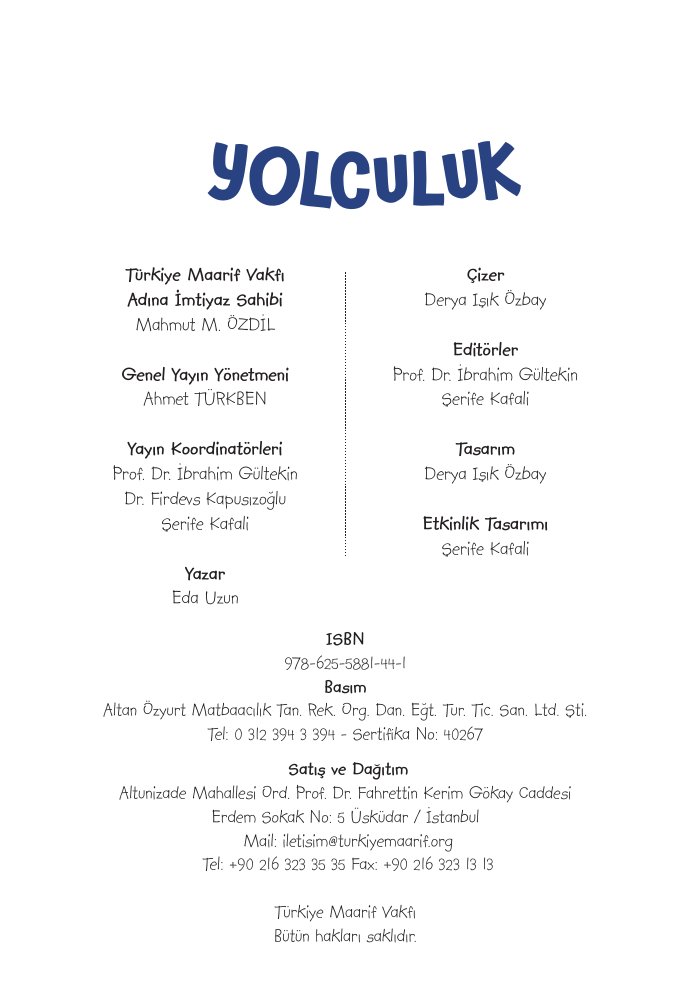 YOLCULUK
Türkiye Maarif Vakfı
Adına İmtiyaz Sahibi
Mahmut M. ÖZDİL
Genel Yayın Yönetmeni
Ahmet TÜRKBEN
Yayın Koordinatörleri
Prof. Dr. İbrahim Gültekin
Dr. Firdevs Kapusızoğlu
Şerife Kafali
Yazar
Eda Uzun
Çizer
Derya Işık Özbay
Editörler
Prof. Dr. İbrahim Gültekin
Şerife Kafali
Tasarım
Derya Işık Özbay
Etkinlik Tasarımı
Şerife Kafali
ISBN
978-625-5881-44-1
Basım
Altan Özyurt Matbaacılık Tan. Rek. Org. Dan. Eğt. Tur. Tic. San. Ltd. Şti.
Tel: 0 312 394 3 394 - Sertifika No: 40267
Satış ve Dağıtım
Altunizade Mahallesi Ord. Prof. Dr. Fahrettin Kerim Gökay Caddesi
Erdem Sokak No: 5 Üsküdar / İstanbul
Mail: iletisim@turkiyemaarif.org
Tel: +90 216 323 35 35 Fax: +90 216 323 13 13
Türkiye Maarif Vakfı
Bütün hakları saklıdır.